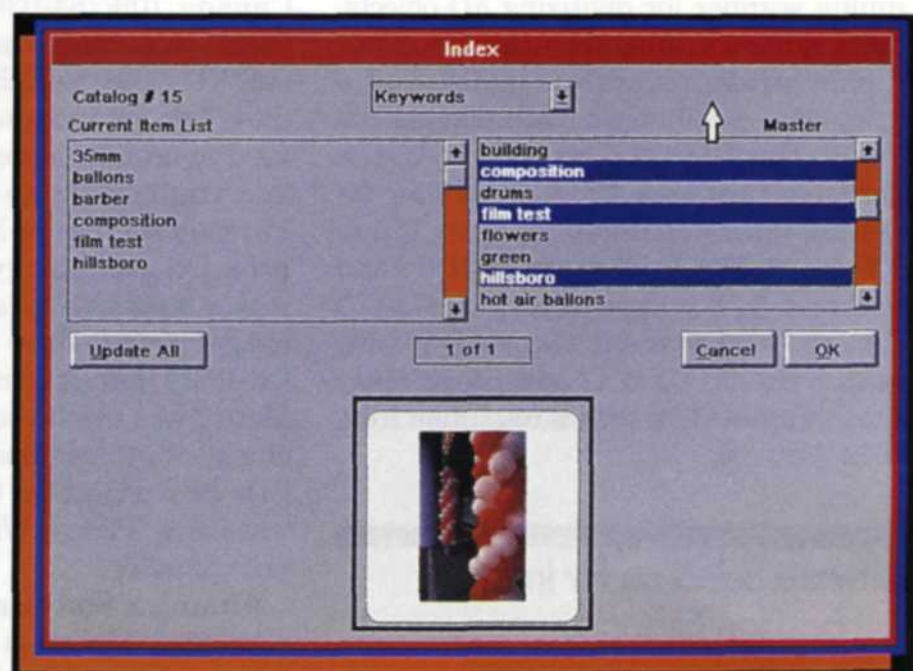 Index
Catalog # 15
Keywords
Current Item List
Master
35mm
ballons
barber
composition
film test
hillsboro
building
composition
drums
film test
flowers
green
hillsboro
hot air ballons
Update All
1 of 1
Cancel
OK